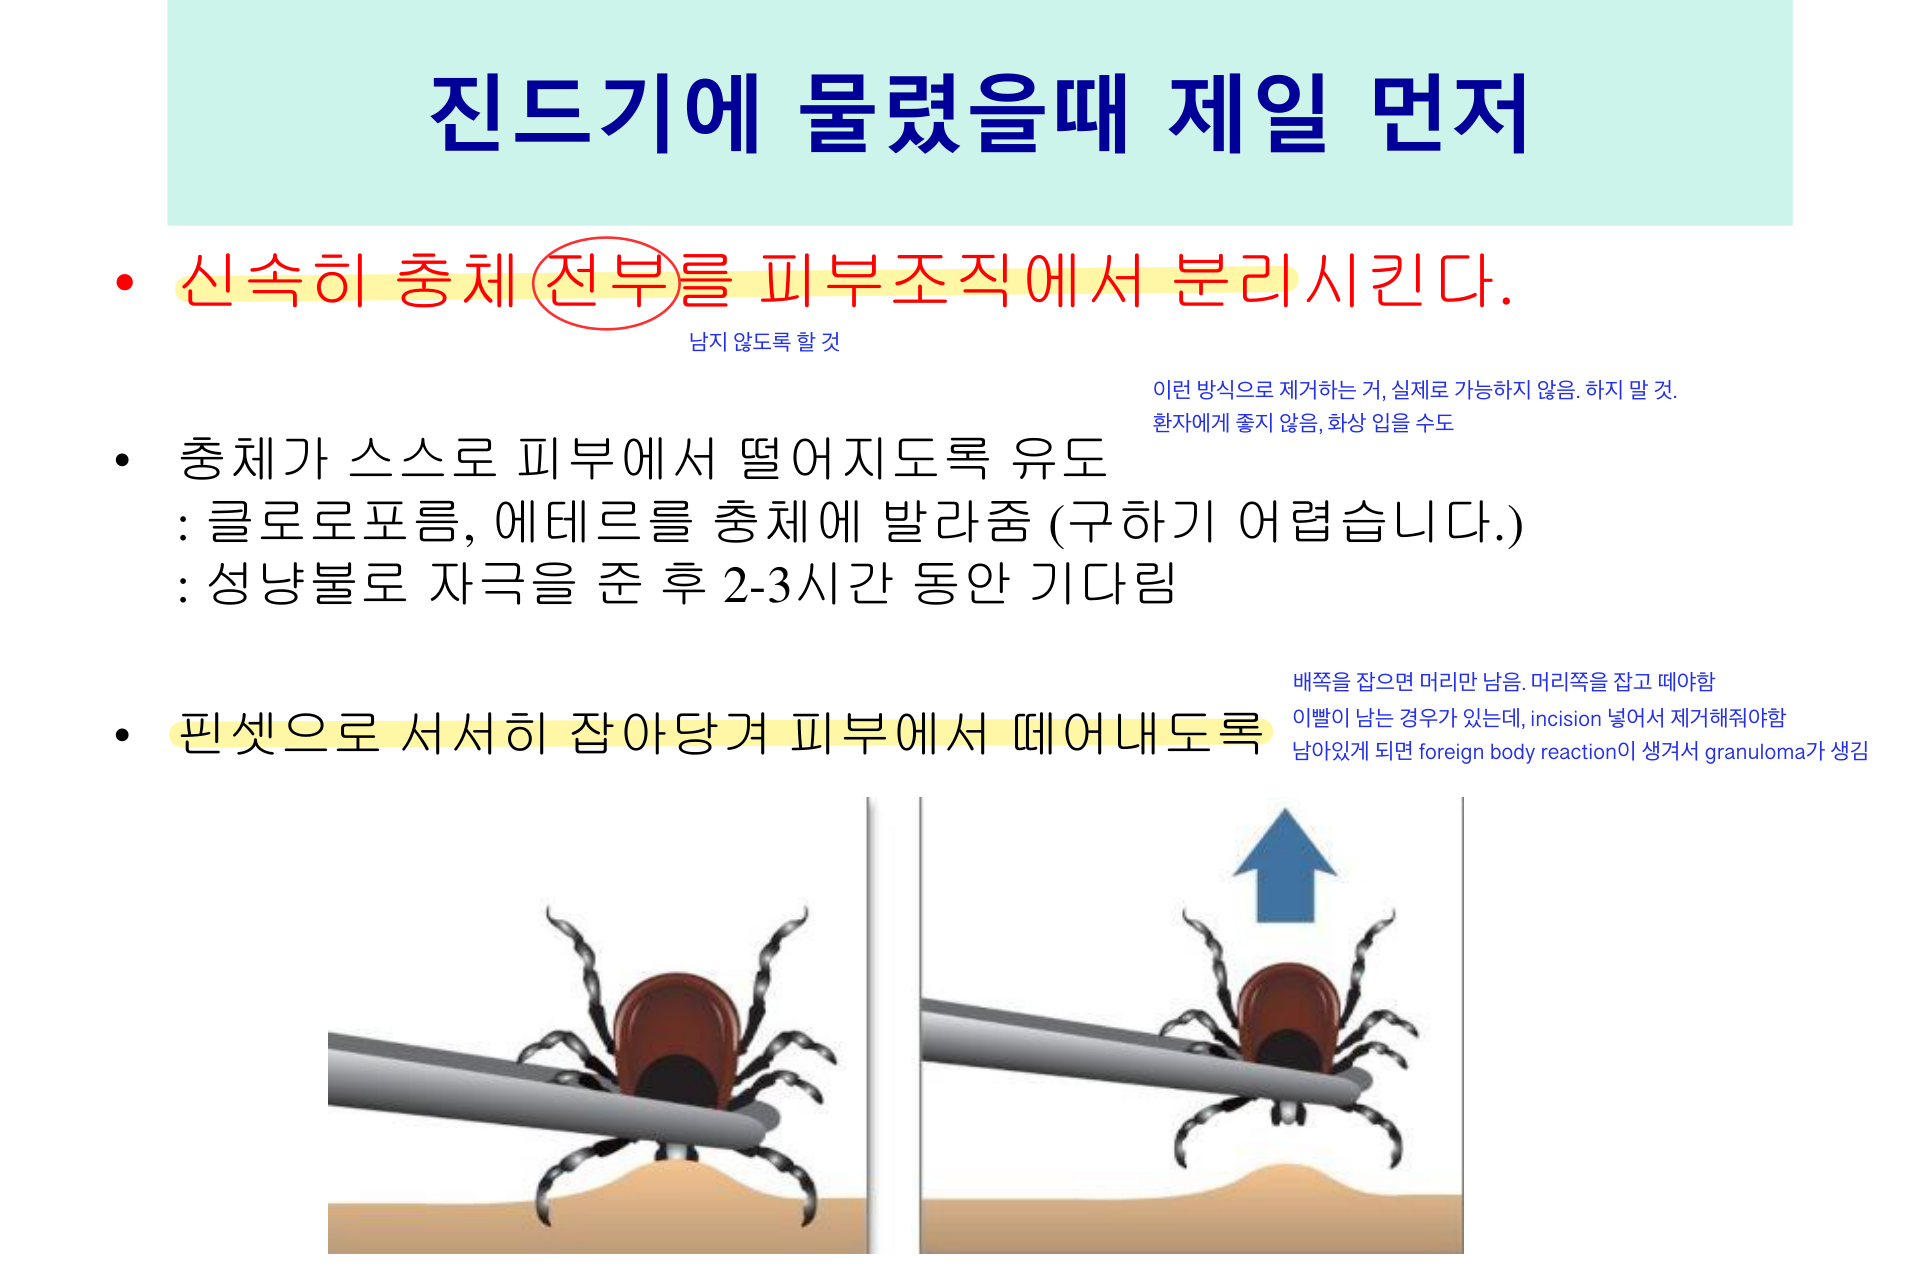 진드기에 물렸을때 제일 먼저
• 신속히 충체 전부를 피부조직에서 분리시킨다.
남지 않도록 할 것
이런 방식으로 제거하는 거, 실제로 가능하지 않음. 하지 말 것.
환자에게 좋지 않음, 화상 입을 수도
• 충체가 스스로 피부에서 떨어지도록 유도
: 클로로포름, 에테르를 충체에 발라줌 (구하기 어렵습니다.)
: 성냥불로 자극을 준 후 2-3시간 동안 기다림
배쪽을 잡으면 머리만 남음. 머리쪽을 잡고 떼야함
이빨이 남는 경우가 있는데, incision 넣어서 제거해줘야함
남아있게 되면 foreign body reaction이 생겨서 granuloma가 생김
• 핀셋으로 서서히 잡아당겨 피부에서 떼어내도록